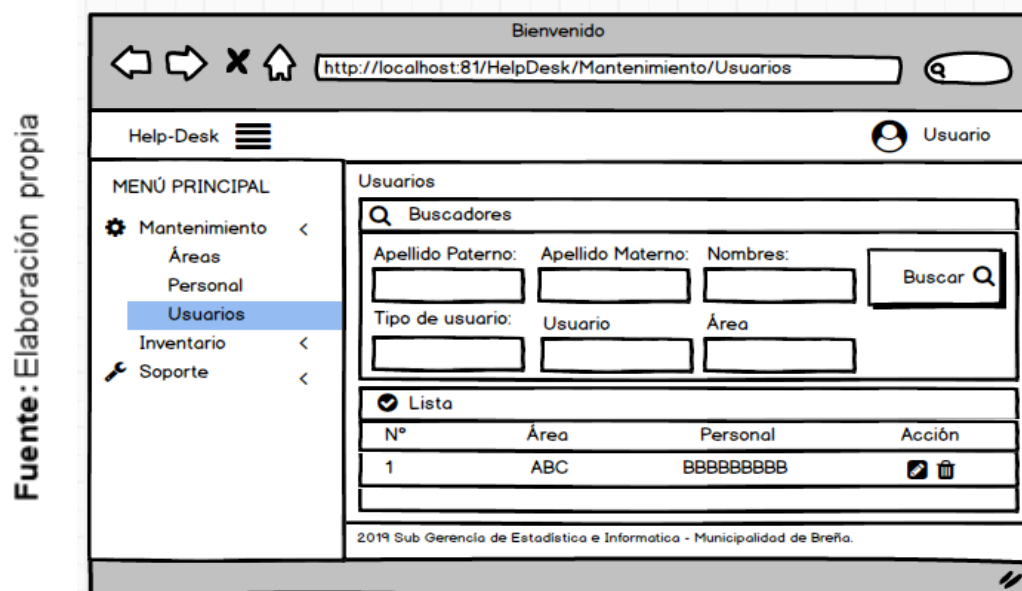 Fuente: Elaboración propia
Bienvenido
http://localhost:81/HelpDesk/Mantenimiento/Usuarios
Help-Desk
Usuario
MENÚ PRINCIPAL
Mantenimiento <
Áreas
Personal
Usuarios
Inventario <
Soporte <
Usuarios
Buscadores
Apellido Paterno: Apellido Materno: Nombres:
Buscar
Tipo de usuario: Usuario Área
Lista
N° Área Personal Acción
1 ABC BBBBBBBBB
2019 Sub Gerencía de Estadística e Informatica - Municipalidad de Breña.